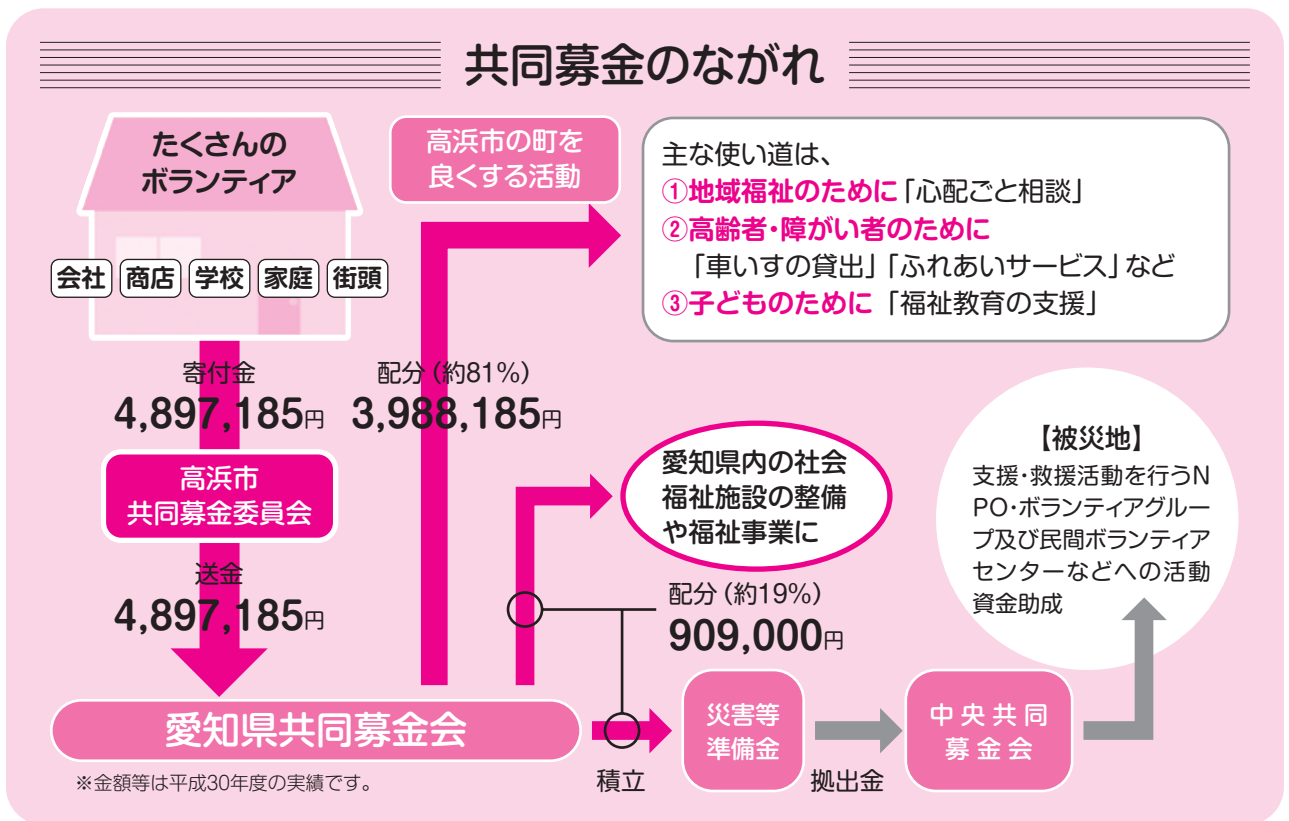 共同募金のながれ
たくさんの
ボランティア
会社 商店 学校 家庭 街頭
寄付金
4,897,185円
高浜市
共同募金委員会
送金
4,897,185円
愛知県共同募金会
※金額等は平成30年度の実績です。
高浜市の町を
良くする活動
配分（約81%）
3,988,185円
主な使い道は、
①地域福祉のために「心配ごと相談」
②高齢者・障がい者のために
「車いすの貸出」「ふれあいサービス」など
③子どものために「福祉教育の支援」
愛知県内の社会
福祉施設の整備
や福祉事業に
配分（約19%）
909,000円
積立
災害等
準備金
拠出金
中央共同
募金会
【被災地】
支援・救援活動を行うN
PO・ボランティアグルー
プ及び民間ボランティア
センターなどへの活動
資金助成